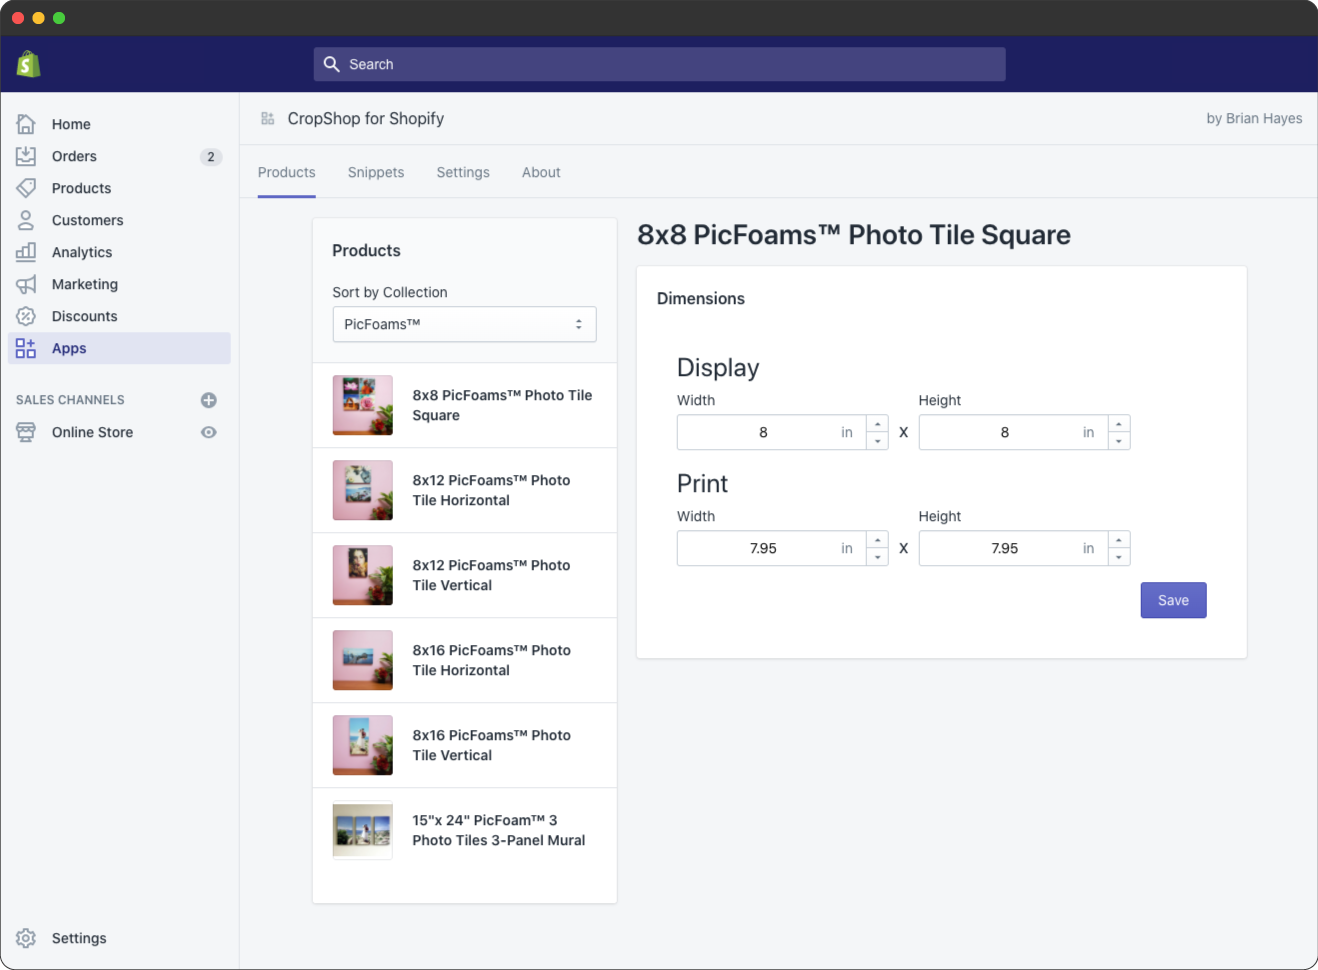 Search
Home
Orders
2
Products
Customers
Analytics
Marketing
Discounts
Apps
SALES CHANNELS
Online Store
Settings
CropShop for Shopify
by Brian Hayes
Products
Snippets
Settings
About
Products
Sort by Collection
PicFoams™
8x8 PicFoams™ Photo Tile
Square
8x12 PicFoams™ Photo
Tile Horizontal
8x12 PicFoams™ Photo
Tile Vertical
8x16 PicFoams™ Photo
Tile Horizontal
8x16 PicFoams™ Photo
Tile Vertical
15"x 24" PicFoam™ 3
Photo Tiles 3-Panel Mural
8x8 PicFoams™ Photo Tile Square
Dimensions
Display
Width
Height
8 in X 8 in
Print
Width
Height
7.95 in X 7.95 in
Save